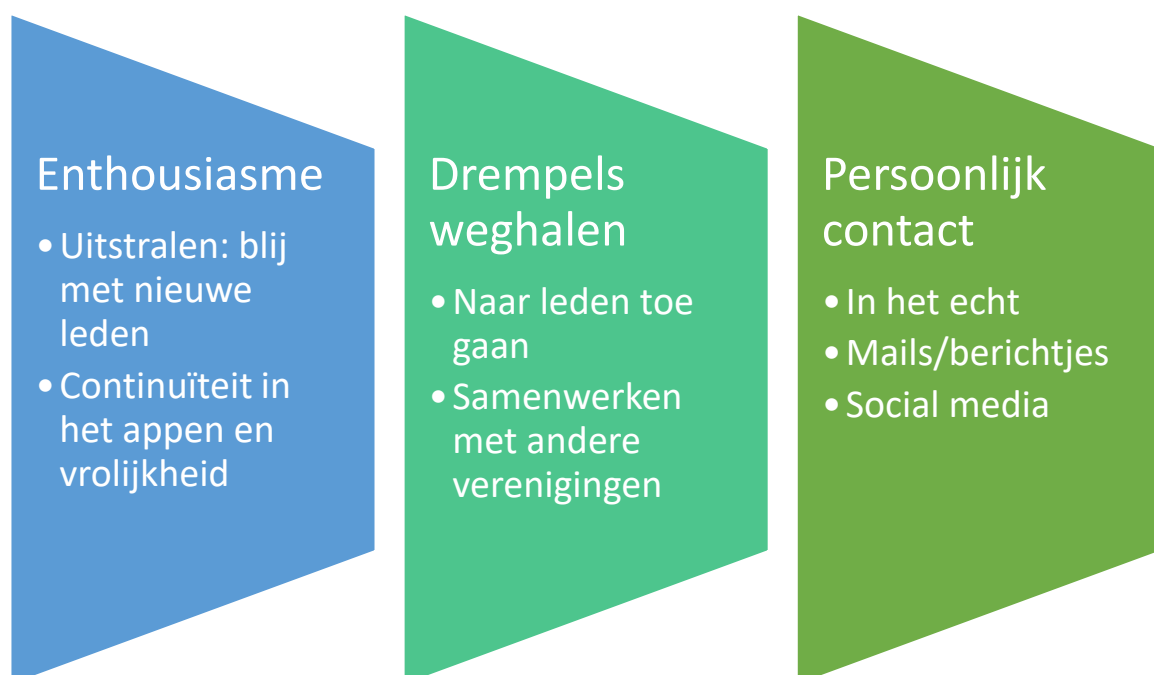 Enthousiasme
• Uitstralen: blij
met nieuwe
leden
• Continuïteit in
het appen en
vrolijkheid
Drempels
weghalen
• Naar leden toe
gaan
• Samenwerken
met andere
verenigingen
Persoonlijk
contact
• In het echt
• Mails/berichtjes
• Social media